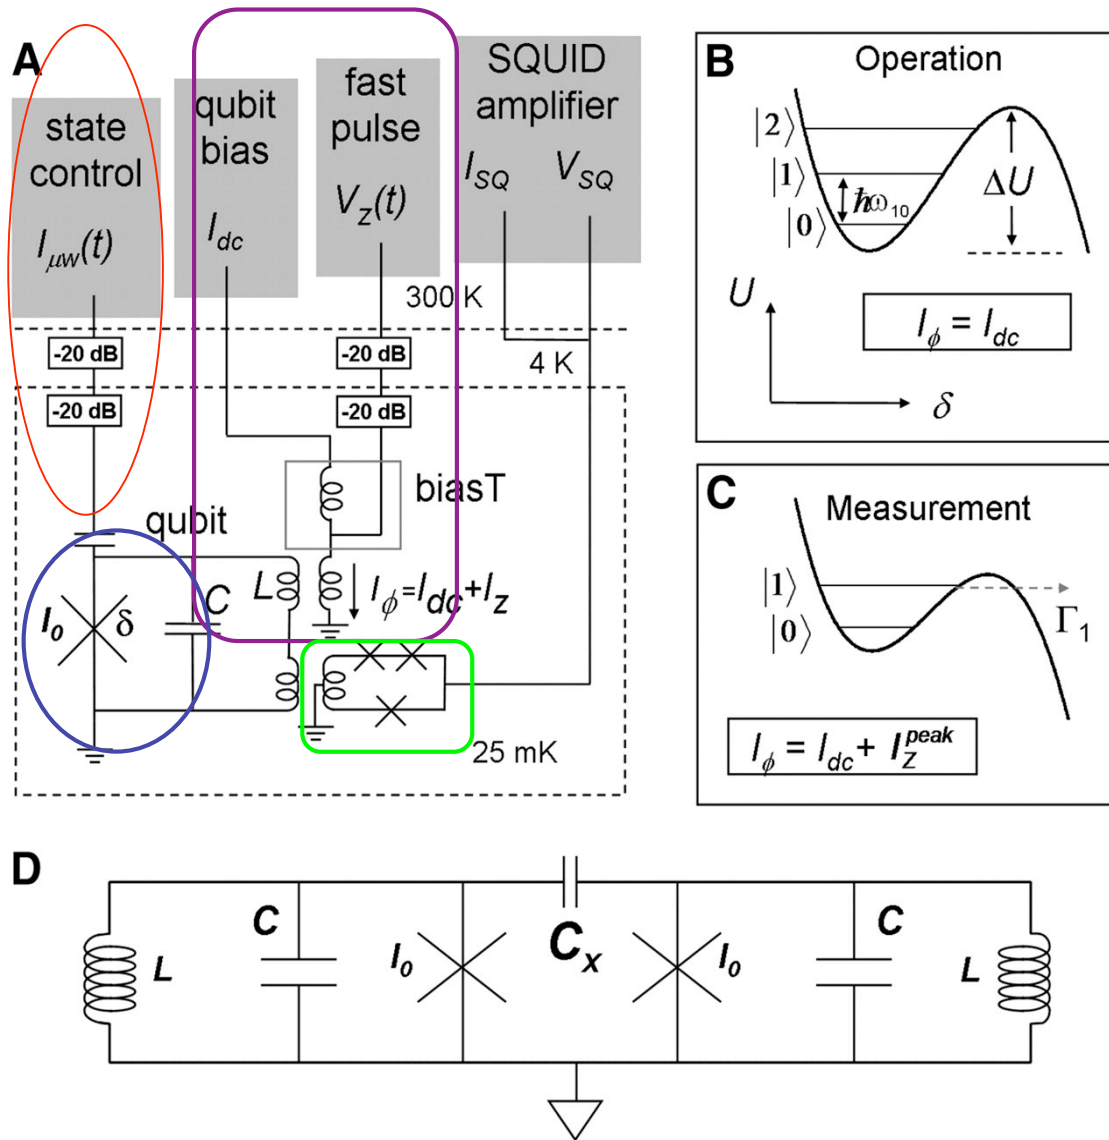 A
state
control
I_μw(t)
qubit
bias
I_dc
fast
pulse
V_Z(t)
SQUID
amplifier
I_SQ V_SQ
300 K
4 K
-20 dB
-20 dB
-20 dB
-20 dB
biasT
qubit
I_0 δ C L
I_ϕ=I_dc+I_z
25 mK
B
Operation
|2⟩
|1⟩
|0⟩
ħω_10
ΔU
U
δ
I_ϕ = I_dc
C
Measurement
|1⟩
|0⟩
Γ_1
I_ϕ = I_dc + I_Z^peak
D
L C I_0 C_x I_0 C L